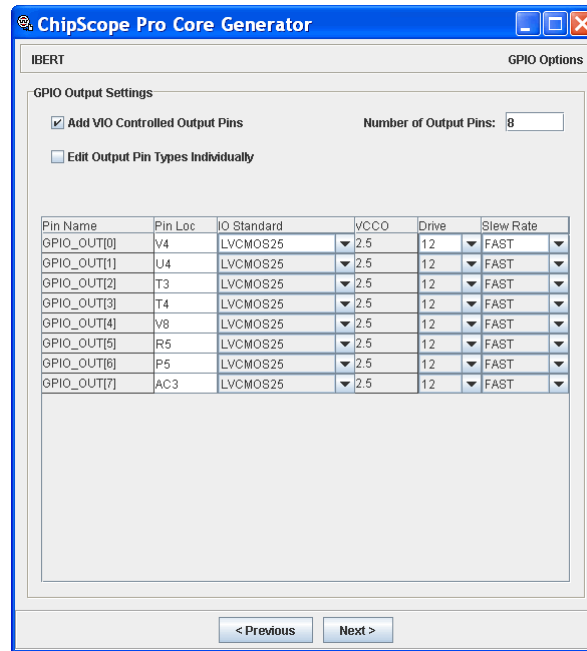 ChipScope Pro Core Generator
IBERT GPIO Options
GPIO Output Settings
Add VIO Controlled Output Pins Number of Output Pins: 8
Edit Output Pin Types Individually
Pin Name Pin Loc IO Standard VCCO Drive Slew Rate
GPIO_OUT[0] V4 LVCMOS25 2.5 12 FAST
GPIO_OUT[1] U4 LVCMOS25 2.5 12 FAST
GPIO_OUT[2] T3 LVCMOS25 2.5 12 FAST
GPIO_OUT[3] T4 LVCMOS25 2.5 12 FAST
GPIO_OUT[4] V8 LVCMOS25 2.5 12 FAST
GPIO_OUT[5] R5 LVCMOS25 2.5 12 FAST
GPIO_OUT[6] P5 LVCMOS25 2.5 12 FAST
GPIO_OUT[7] AC3 LVCMOS25 2.5 12 FAST
< Previous Next >